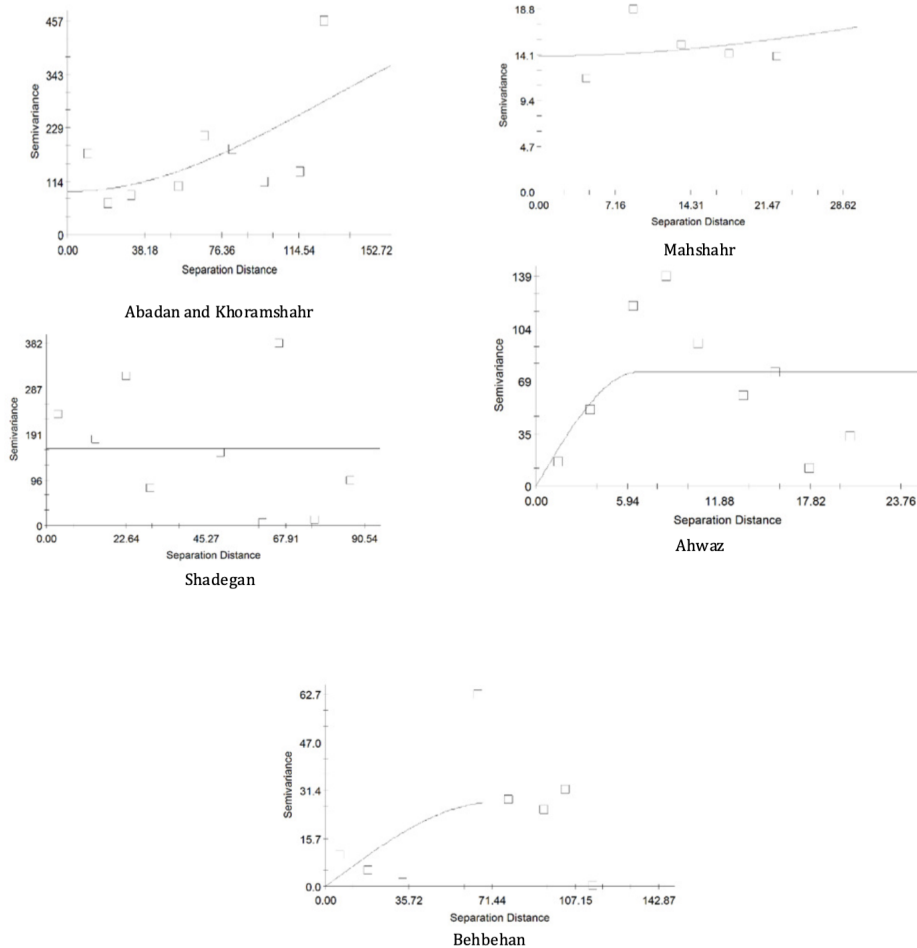 457
343
229
114
0
Semivariance
0.00 38.18 76.36 114.54 152.72
Separation Distance
Abadan and Khoramshahr
18.8
14.1
9.4
4.7
0.0
Semivariance
0.00 7.16 14.31 21.47 28.62
Separation Distance
Mahshahr
382
287
191
96
0
Semivariance
0.00 22.64 45.27 67.91 90.54
Separation Distance
Shadegan
139
104
69
35
0
Semivariance
0.00 5.94 11.88 17.82 23.76
Separation Distance
Ahwaz
62.7
47.0
31.4
15.7
0.0
Semivariance
0.00 35.72 71.44 107.15 142.87
Separation Distance
Behbehan